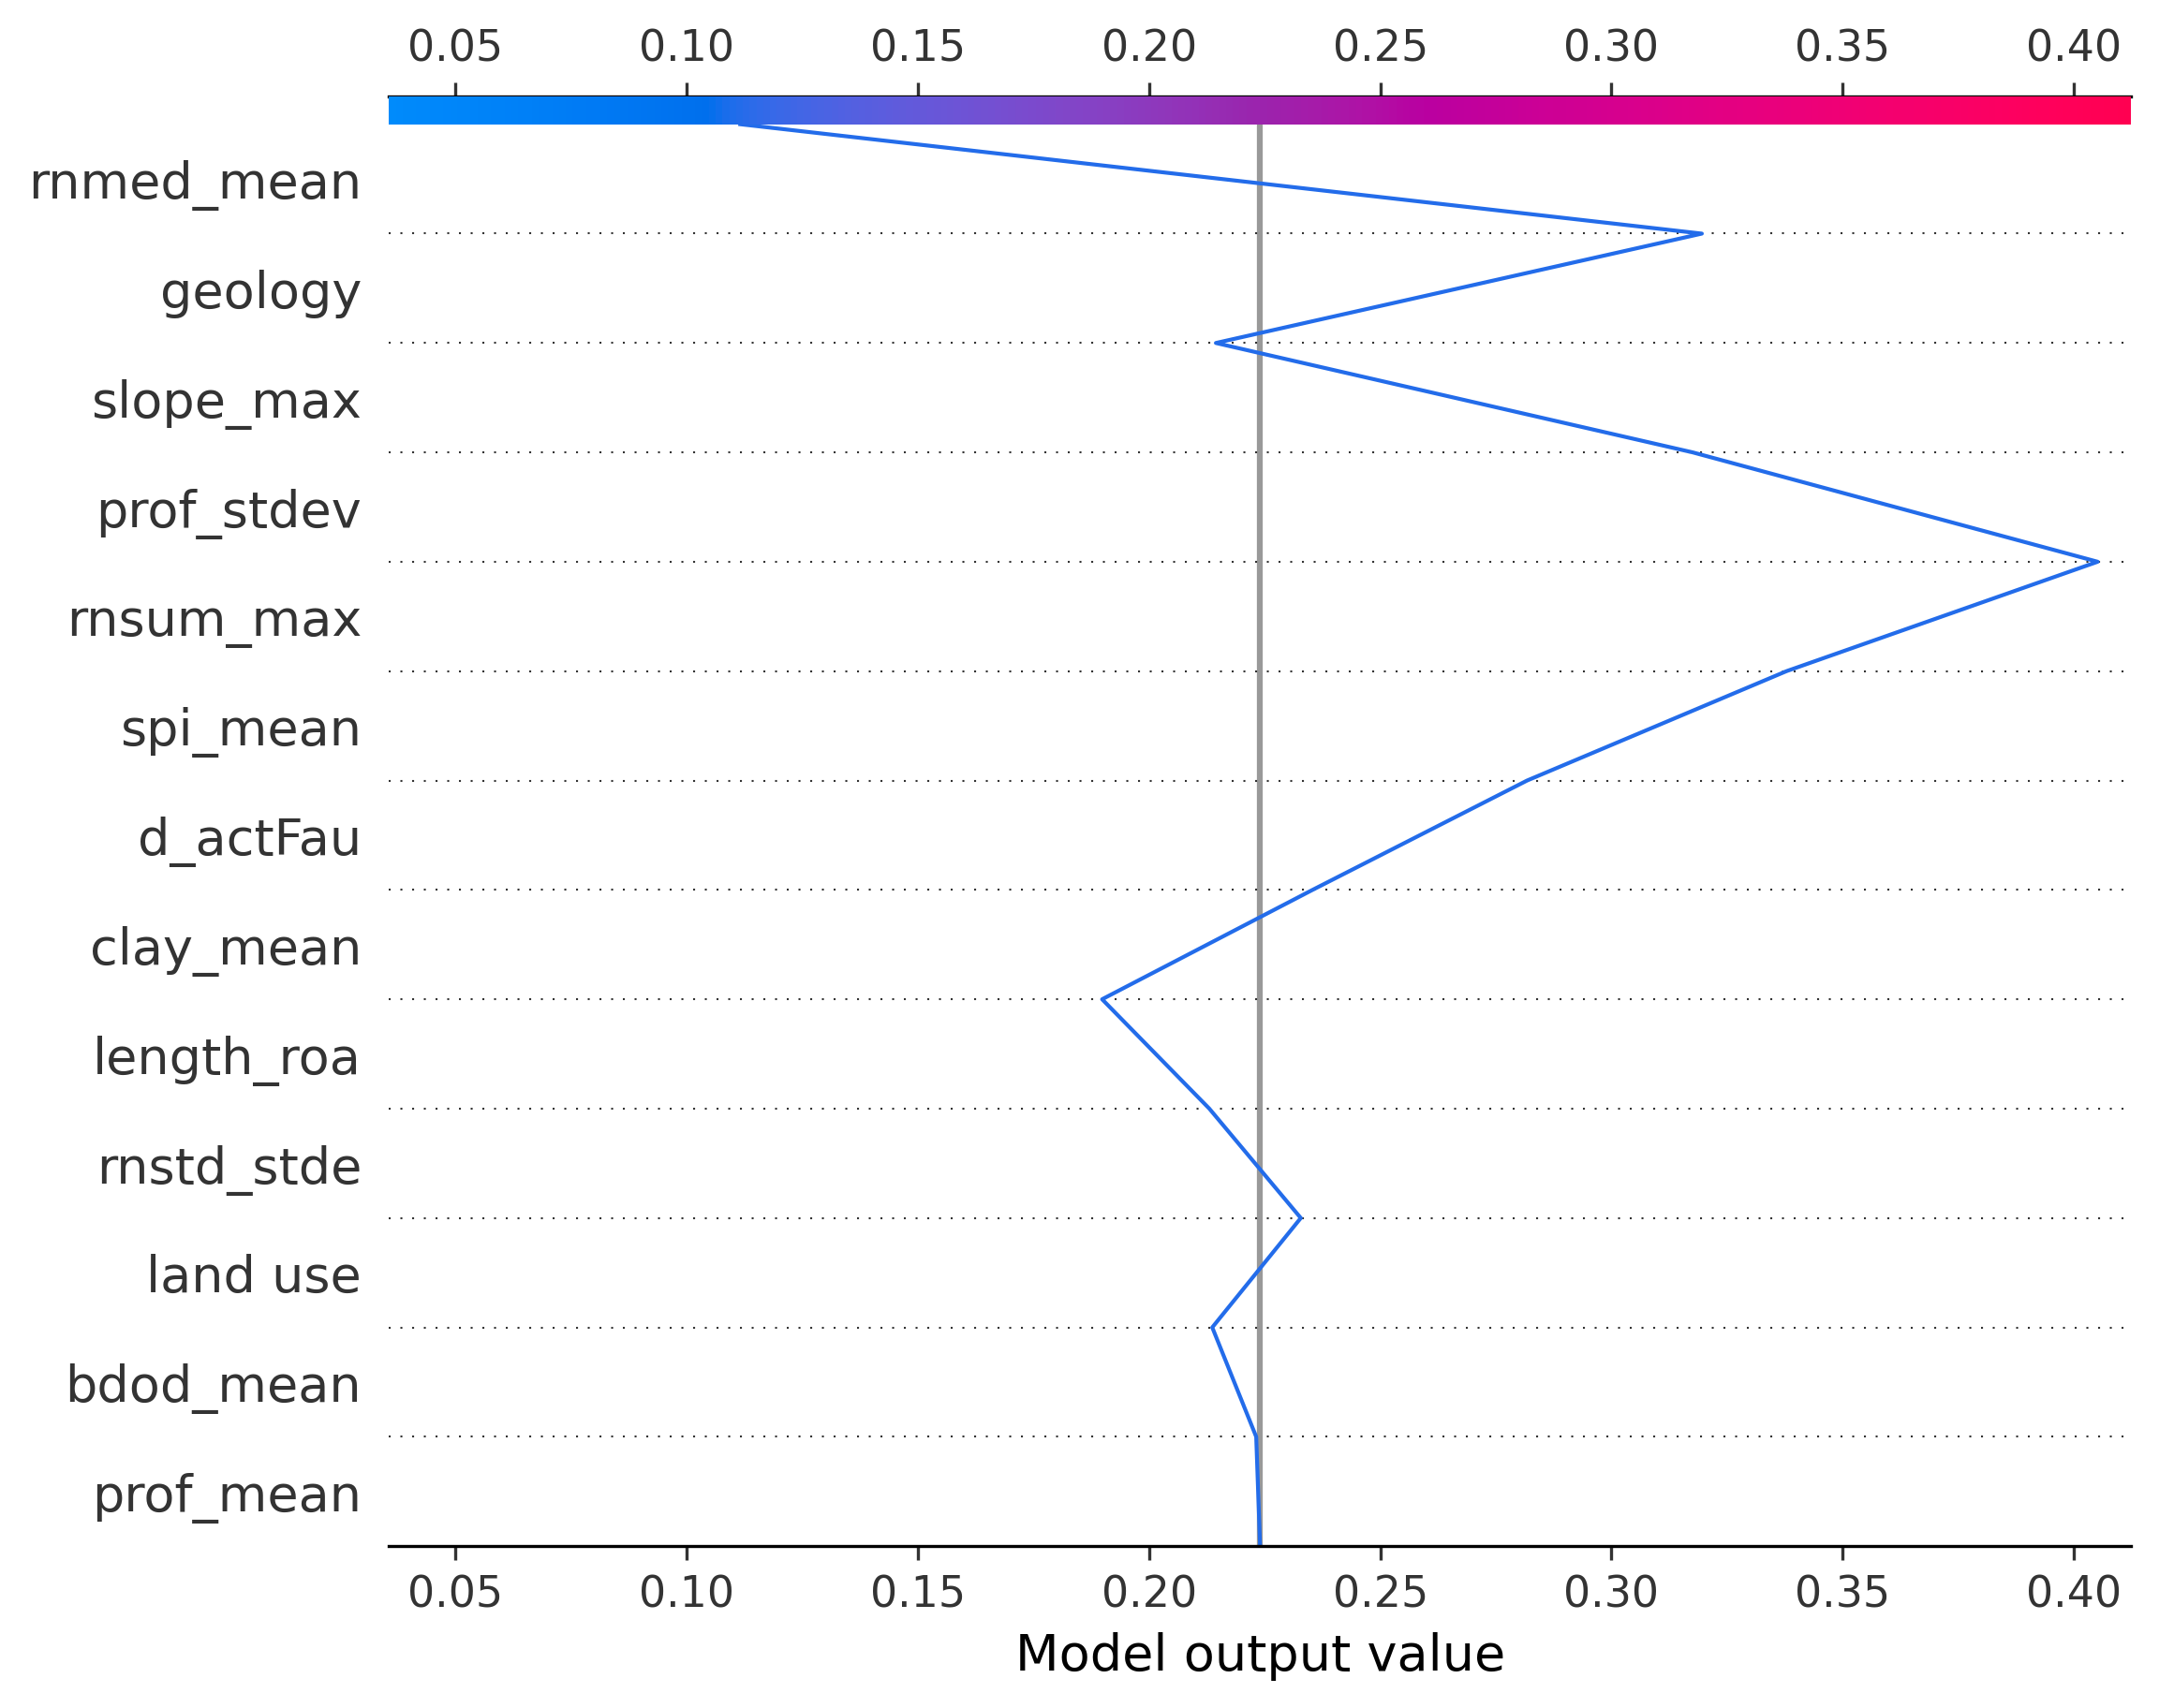 0.05 0.10 0.15 0.20 0.25 0.30 0.35 0.40
rnmed_mean
geology
slope_max
prof_stdev
rnsum_max
spi_mean
d_actFau
clay_mean
length_roa
rnstd_stde
land use
bdod_mean
prof_mean
0.05 0.10 0.15 0.20 0.25 0.30 0.35 0.40
Model output value